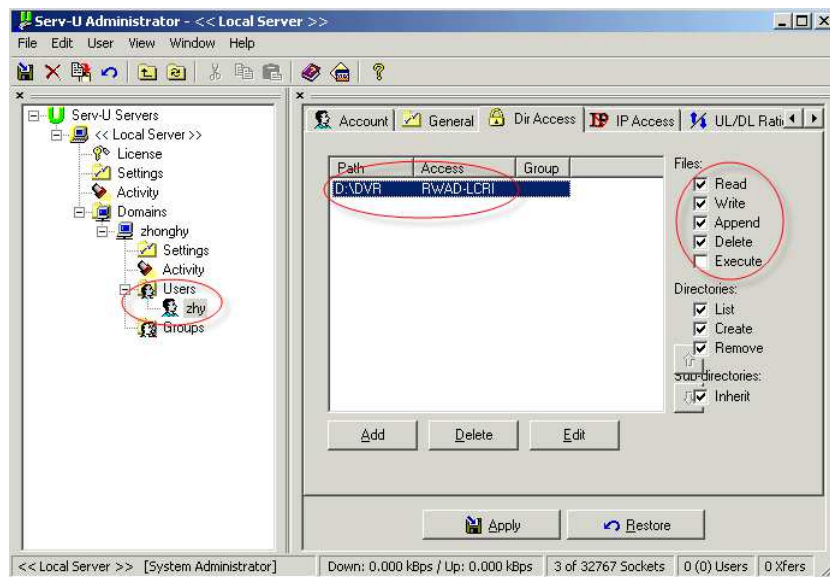 Serv-U Administrator - << Local Server >>
File Edit User View Window Help
Serv-U Servers
<< Local Server >>
License
Settings
Activity
Domains
zhonghy
Settings
Activity
Users
zhy
Groups
Account General Dir Access IP Access UL/DL Rati
Path Access Group
D:\DVR RWAD-LCRI
Files:
Read
Write
Append
Delete
Execute
Directories:
List
Create
Remove
Sub-directories:
Inherit
Add Delete Edit
Apply Restore
<< Local Server >> [System Administrator] Down: 0.000 kBps / Up: 0.000 kBps 3 of 32767 Sockets 0 (0) Users 0 Xfers